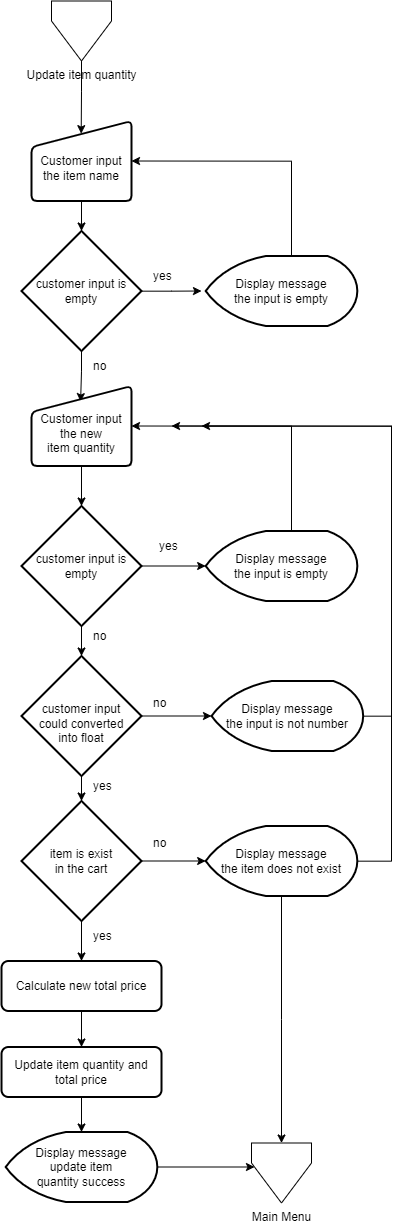 Update item quantity
Customer input
the item name
customer input is
empty
yes
Display message
the input is empty
no
Customer input
the new
item quantity
customer input is
empty
yes
Display message
the input is empty
no
customer input
could converted
into float
no
Display message
the input is not number
yes
item is exist
in the cart
no
Display message
the item does not exist
yes
Calculate new total price
Update item quantity and
total price
Display message
update item
quantity success
Main Menu